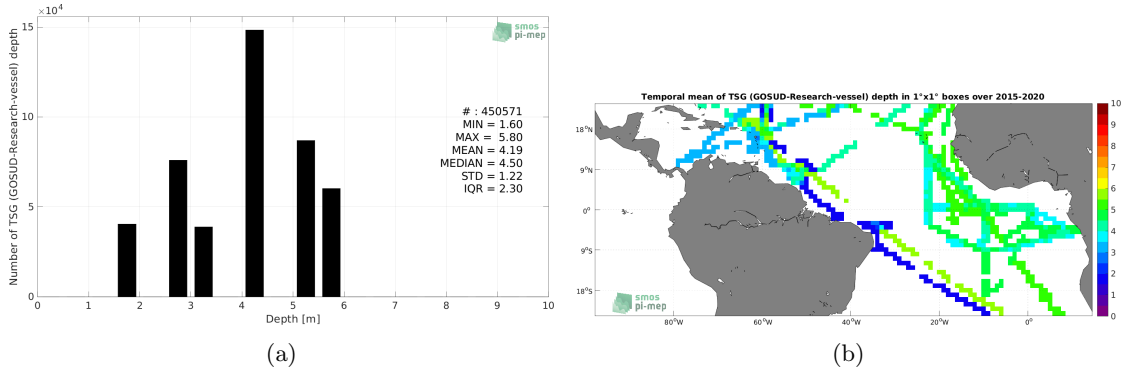 ×10⁴
15
10
5
0
Number of TSG (GOSUD-Research-vessel) depth
smos
pi-mep
# : 450571
MIN = 1.60
MAX = 5.80
MEAN = 4.19
MEDIAN = 4.50
STD = 1.22
IQR = 2.30
0 1 2 3 4 5 6 7 8 9 10
Depth [m]
(a)
Temporal mean of TSG (GOSUD-Research-vessel) depth in 1°x1° boxes over 2015-2020
18°N
9°N
0°
9°S
18°S
80°W 60°W 40°W 20°W 0°
smos
pi-mep
10
9
8
7
6
5
4
3
2
1
0
(b)